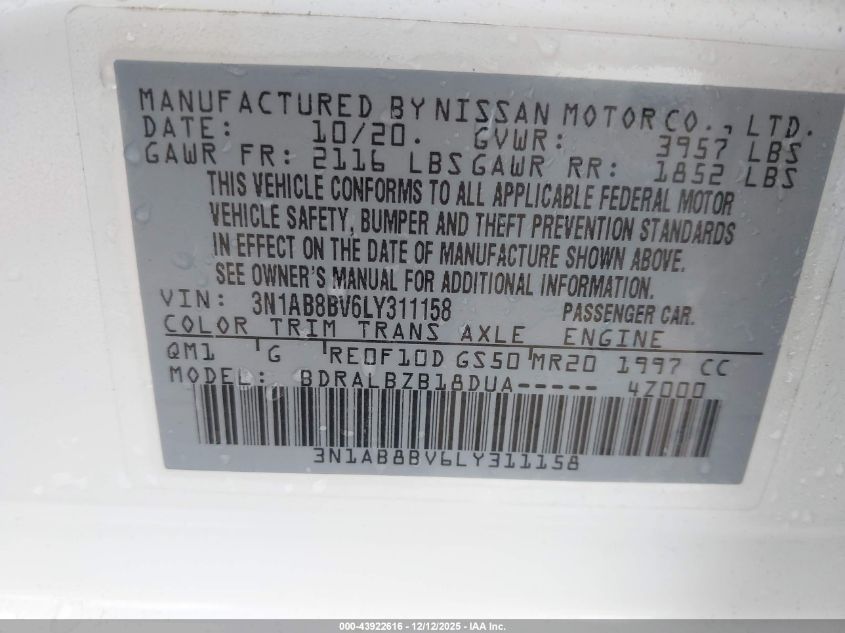 MANUFACTURED BY NISSAN MOTOR CO., LTD.
DATE: 10/20. GVWR: 3957 LBS
GAWR FR: 2116 LBS GAWR RR: 1852 LBS
THIS VEHICLE CONFORMS TO ALL APPLICABLE FEDERAL MOTOR
VEHICLE SAFETY, BUMPER AND THEFT PREVENTION STANDARDS
IN EFFECT ON THE DATE OF MANUFACTURE SHOWN ABOVE.
SEE OWNER'S MANUAL FOR ADDITIONAL INFORMATION.
VIN: 3N1AB8BV6LY311158 PASSENGER CAR.
COLOR TRIM TRANS AXLE ENGINE
QM1 G RE0F10D GS50 MR20 1997 CC
MODEL: BDRALBZB18DUA----- 4Z000
3N1AB8BV6LY311158
000-43922616 - 12/12/2025 - IAA Inc.